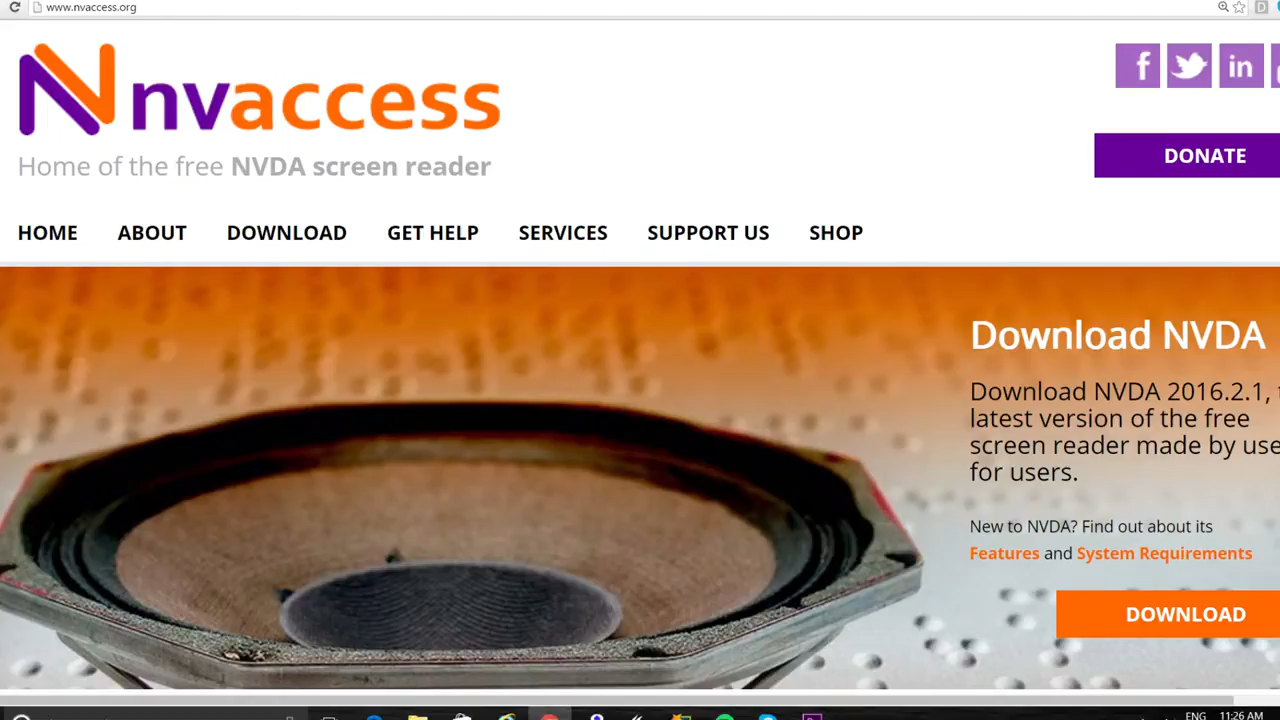 www.nvaccess.org
nvaccess
Home of the free NVDA screen reader
f
in
DONATE
HOME ABOUT DOWNLOAD GET HELP SERVICES SUPPORT US SHOP
Download NVDA
Download NVDA 2016.2.1,
latest version of the free
screen reader made by use
for users.
New to NVDA? Find out about its
Features and System Requirements
DOWNLOAD
ENG 11:26 AM